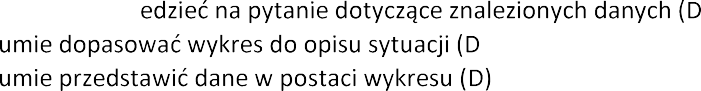 edzieć na pytanie dotyczące znalezionych danych (D
umie dopasować wykres do opisu sytuacji (D
umie przedstawić dane w postaci wykresu (D)